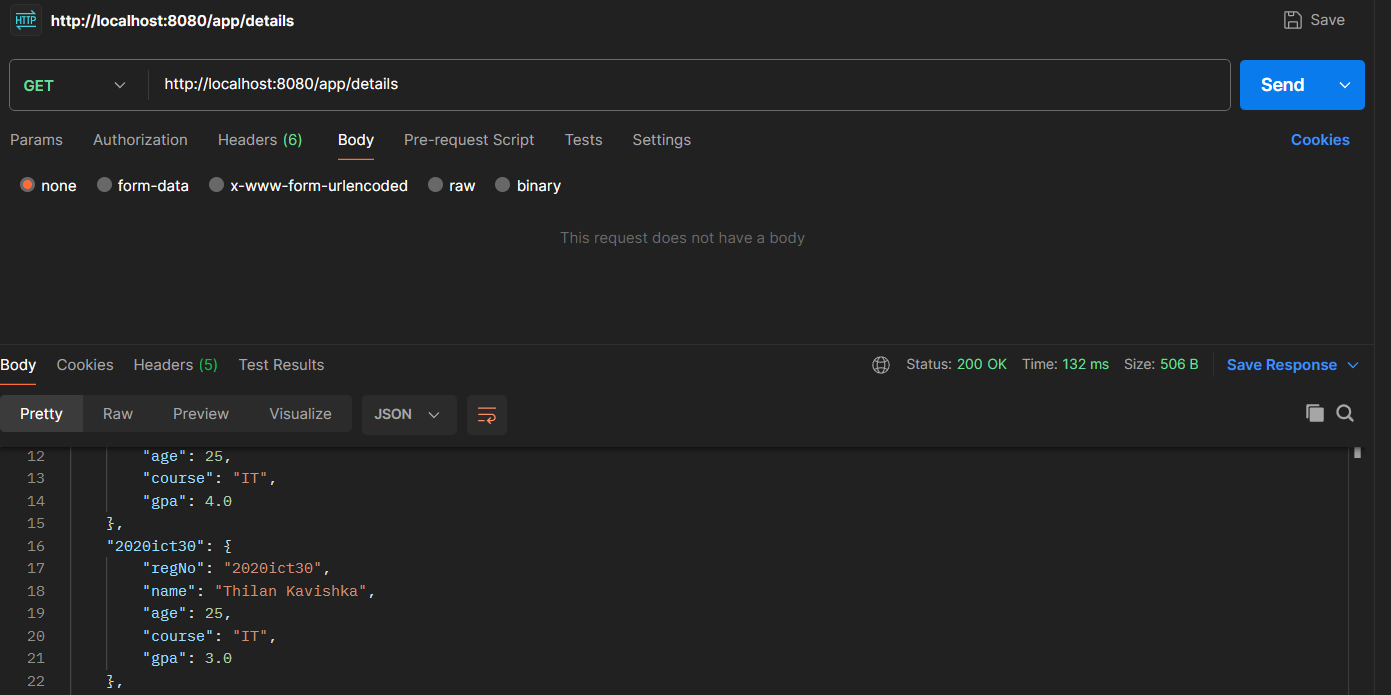 HTTP http://localhost:8080/app/details Save
GET http://localhost:8080/app/details Send
Params Authorization Headers (6) Body Pre-request Script Tests Settings Cookies
none form-data x-www-form-urlencoded raw binary
This request does not have a body
Body Cookies Headers (5) Test Results Status: 200 OK Time: 132 ms Size: 506 B Save Response
Pretty Raw Preview Visualize JSON
12 "age": 25,
13 "course": "IT",
14 "gpa": 4.0
15 },
16 "2020ict30": {
17 "regNo": "2020ict30",
18 "name": "Thilan Kavishka",
19 "age": 25,
20 "course": "IT",
21 "gpa": 3.0
22 },